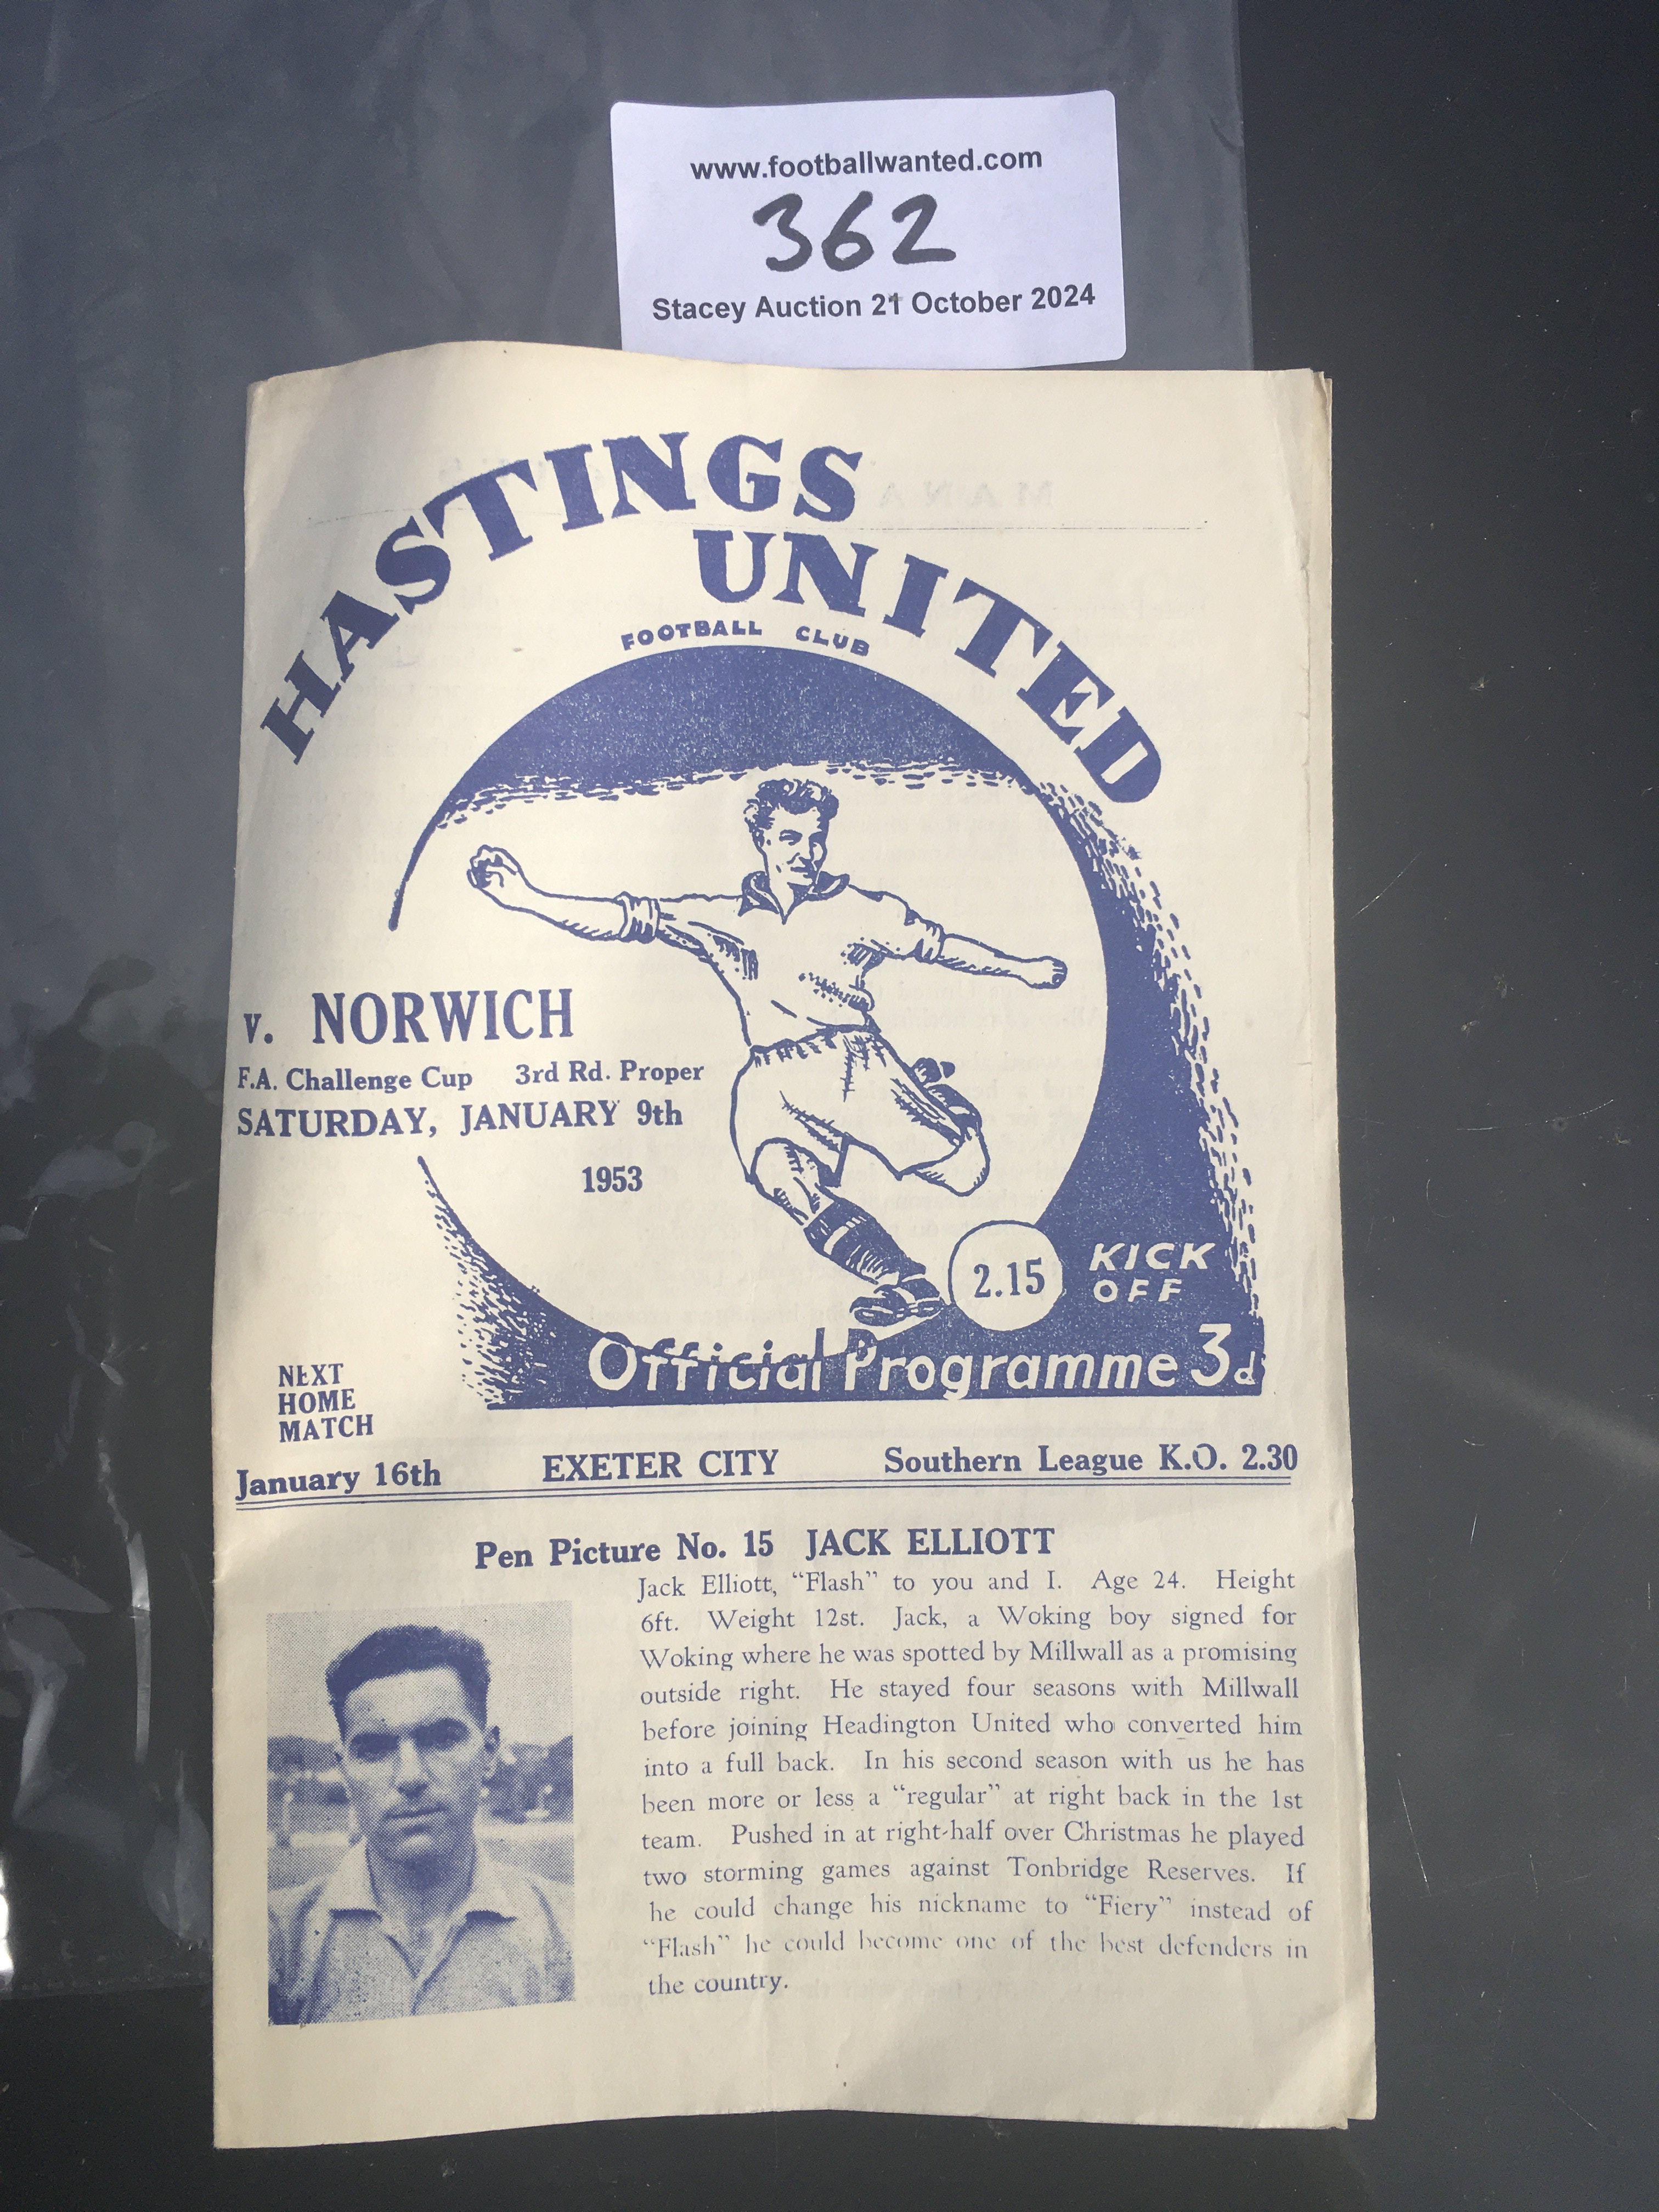 www.footballwanted.com
362
Stacey Auction 21 October 2024
HASTINGS
UNITED
FOOTBALL CLUB
v. NORWICH
F.A. Challenge Cup 3rd Rd. Proper
SATURDAY, JANUARY 9th
1953
2.15 KICK
OFF
Official Programme 3d
NEXT
HOME
MATCH
January 16th EXETER CITY Southern League K.O. 2.30
Pen Picture No. 15 JACK ELLIOTT
Jack Elliott, "Flash" to you and I. Age 24. Height
6ft. Weight 12st. Jack, a Woking boy signed for
Woking where he was spotted by Millwall as a promising
outside right. He stayed four seasons with Millwall
before joining Headington United who converted him
into a full back. In his second season with us he has
been more or less a "regular" at right back in the 1st
team. Pushed in at right-half over Christmas he played
two storming games against Tonbridge Reserves. If
he could change his nickname to "Fiery" instead of
"Flash" he could become one of the best defenders in
the country.